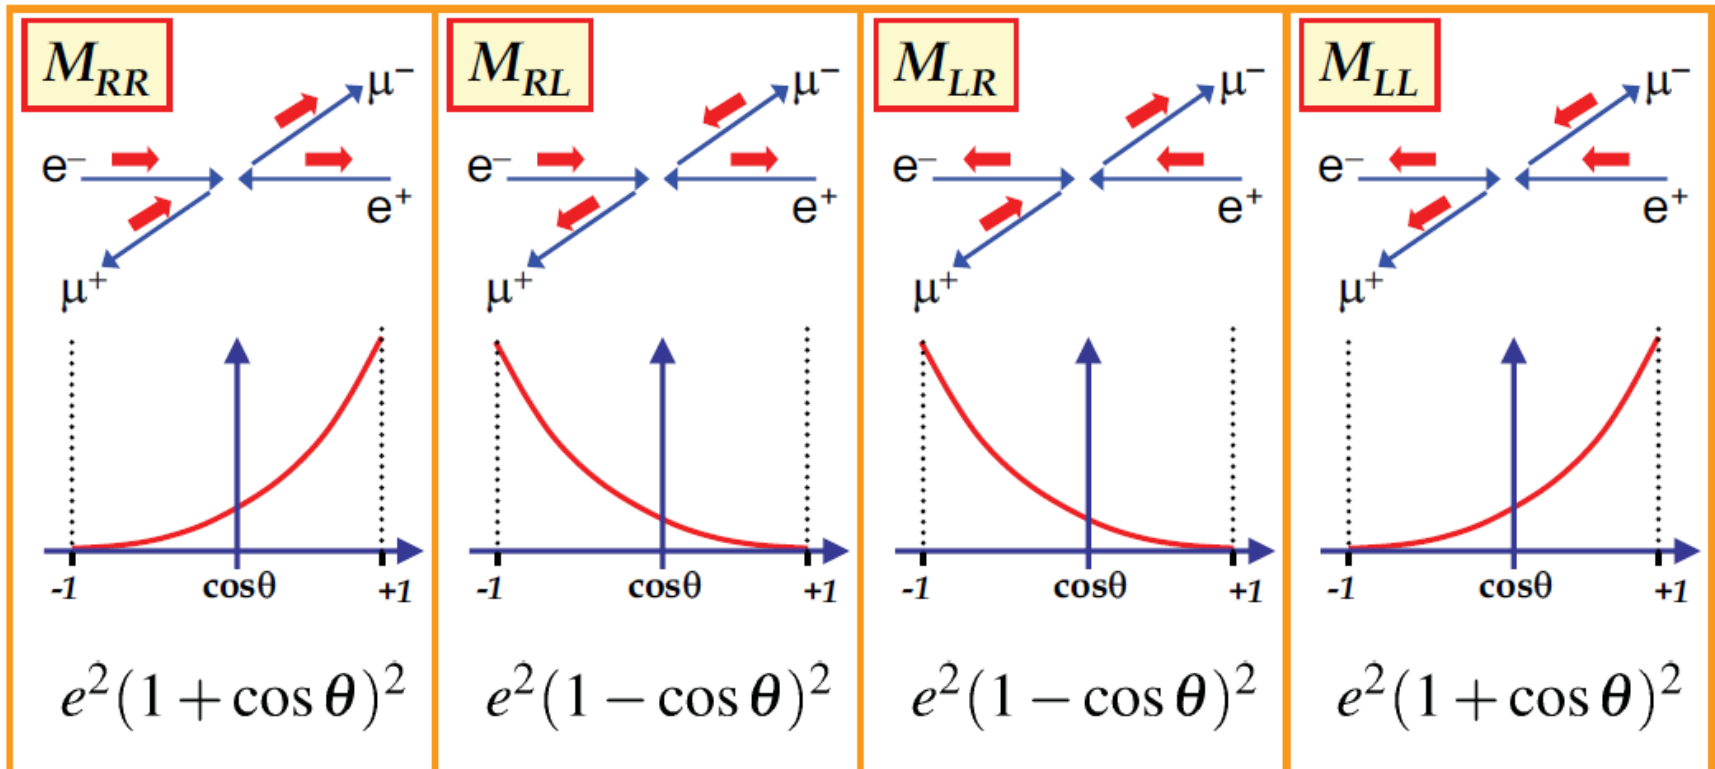 M_RR
μ⁻
e⁻
e⁺
μ⁺
-1 cosθ +1
e²(1 + cos θ)²
M_RL
μ⁻
e⁻
e⁺
μ⁺
-1 cosθ +1
e²(1 − cos θ)²
M_LR
μ⁻
e⁻
e⁺
μ⁺
-1 cosθ +1
e²(1 − cos θ)²
M_LL
μ⁻
e⁻
e⁺
μ⁺
-1 cosθ +1
e²(1 + cos θ)²